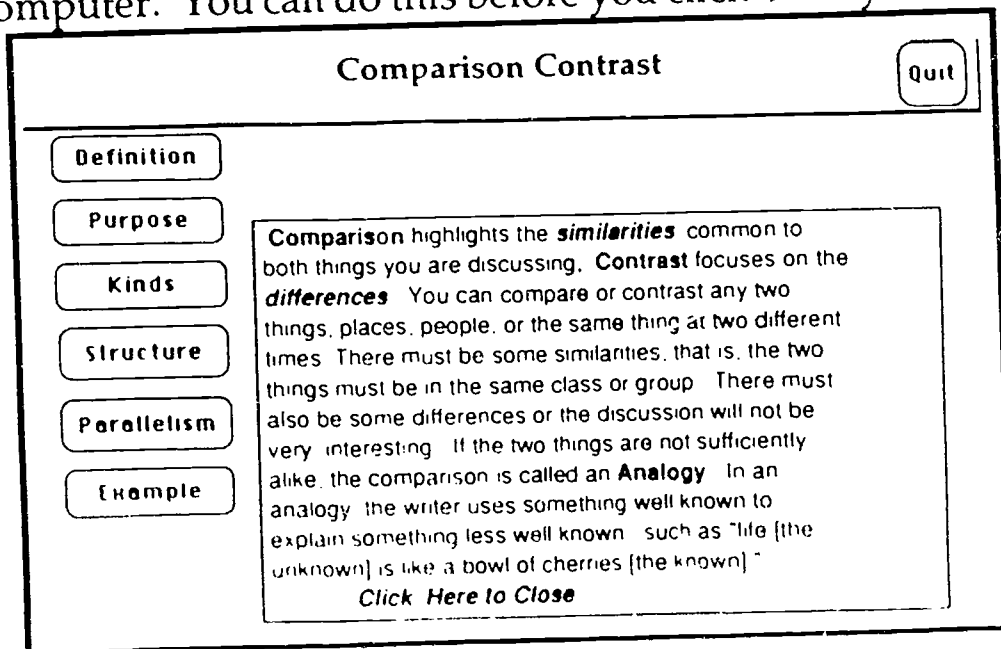 omputer. You can do this before you click
Comparison Contrast
Quit
Definition
Purpose
Kinds
Structure
Parallelism
Example
Comparison highlights the similarities common to
both things you are discussing, Contrast focuses on the
differences You can compare or contrast any two
things, places, people, or the same thing at two different
times There must be some similarities, that is, the two
things must be in the same class or group There must
also be some differences or the discussion will not be
very interesting If the two things are not sufficiently
alike, the comparison is called an Analogy In an
analogy the writer uses something well known to
explain something less well known such as "life [the
unknown] is like a bowl of cherries [the known] "
Click Here to Close